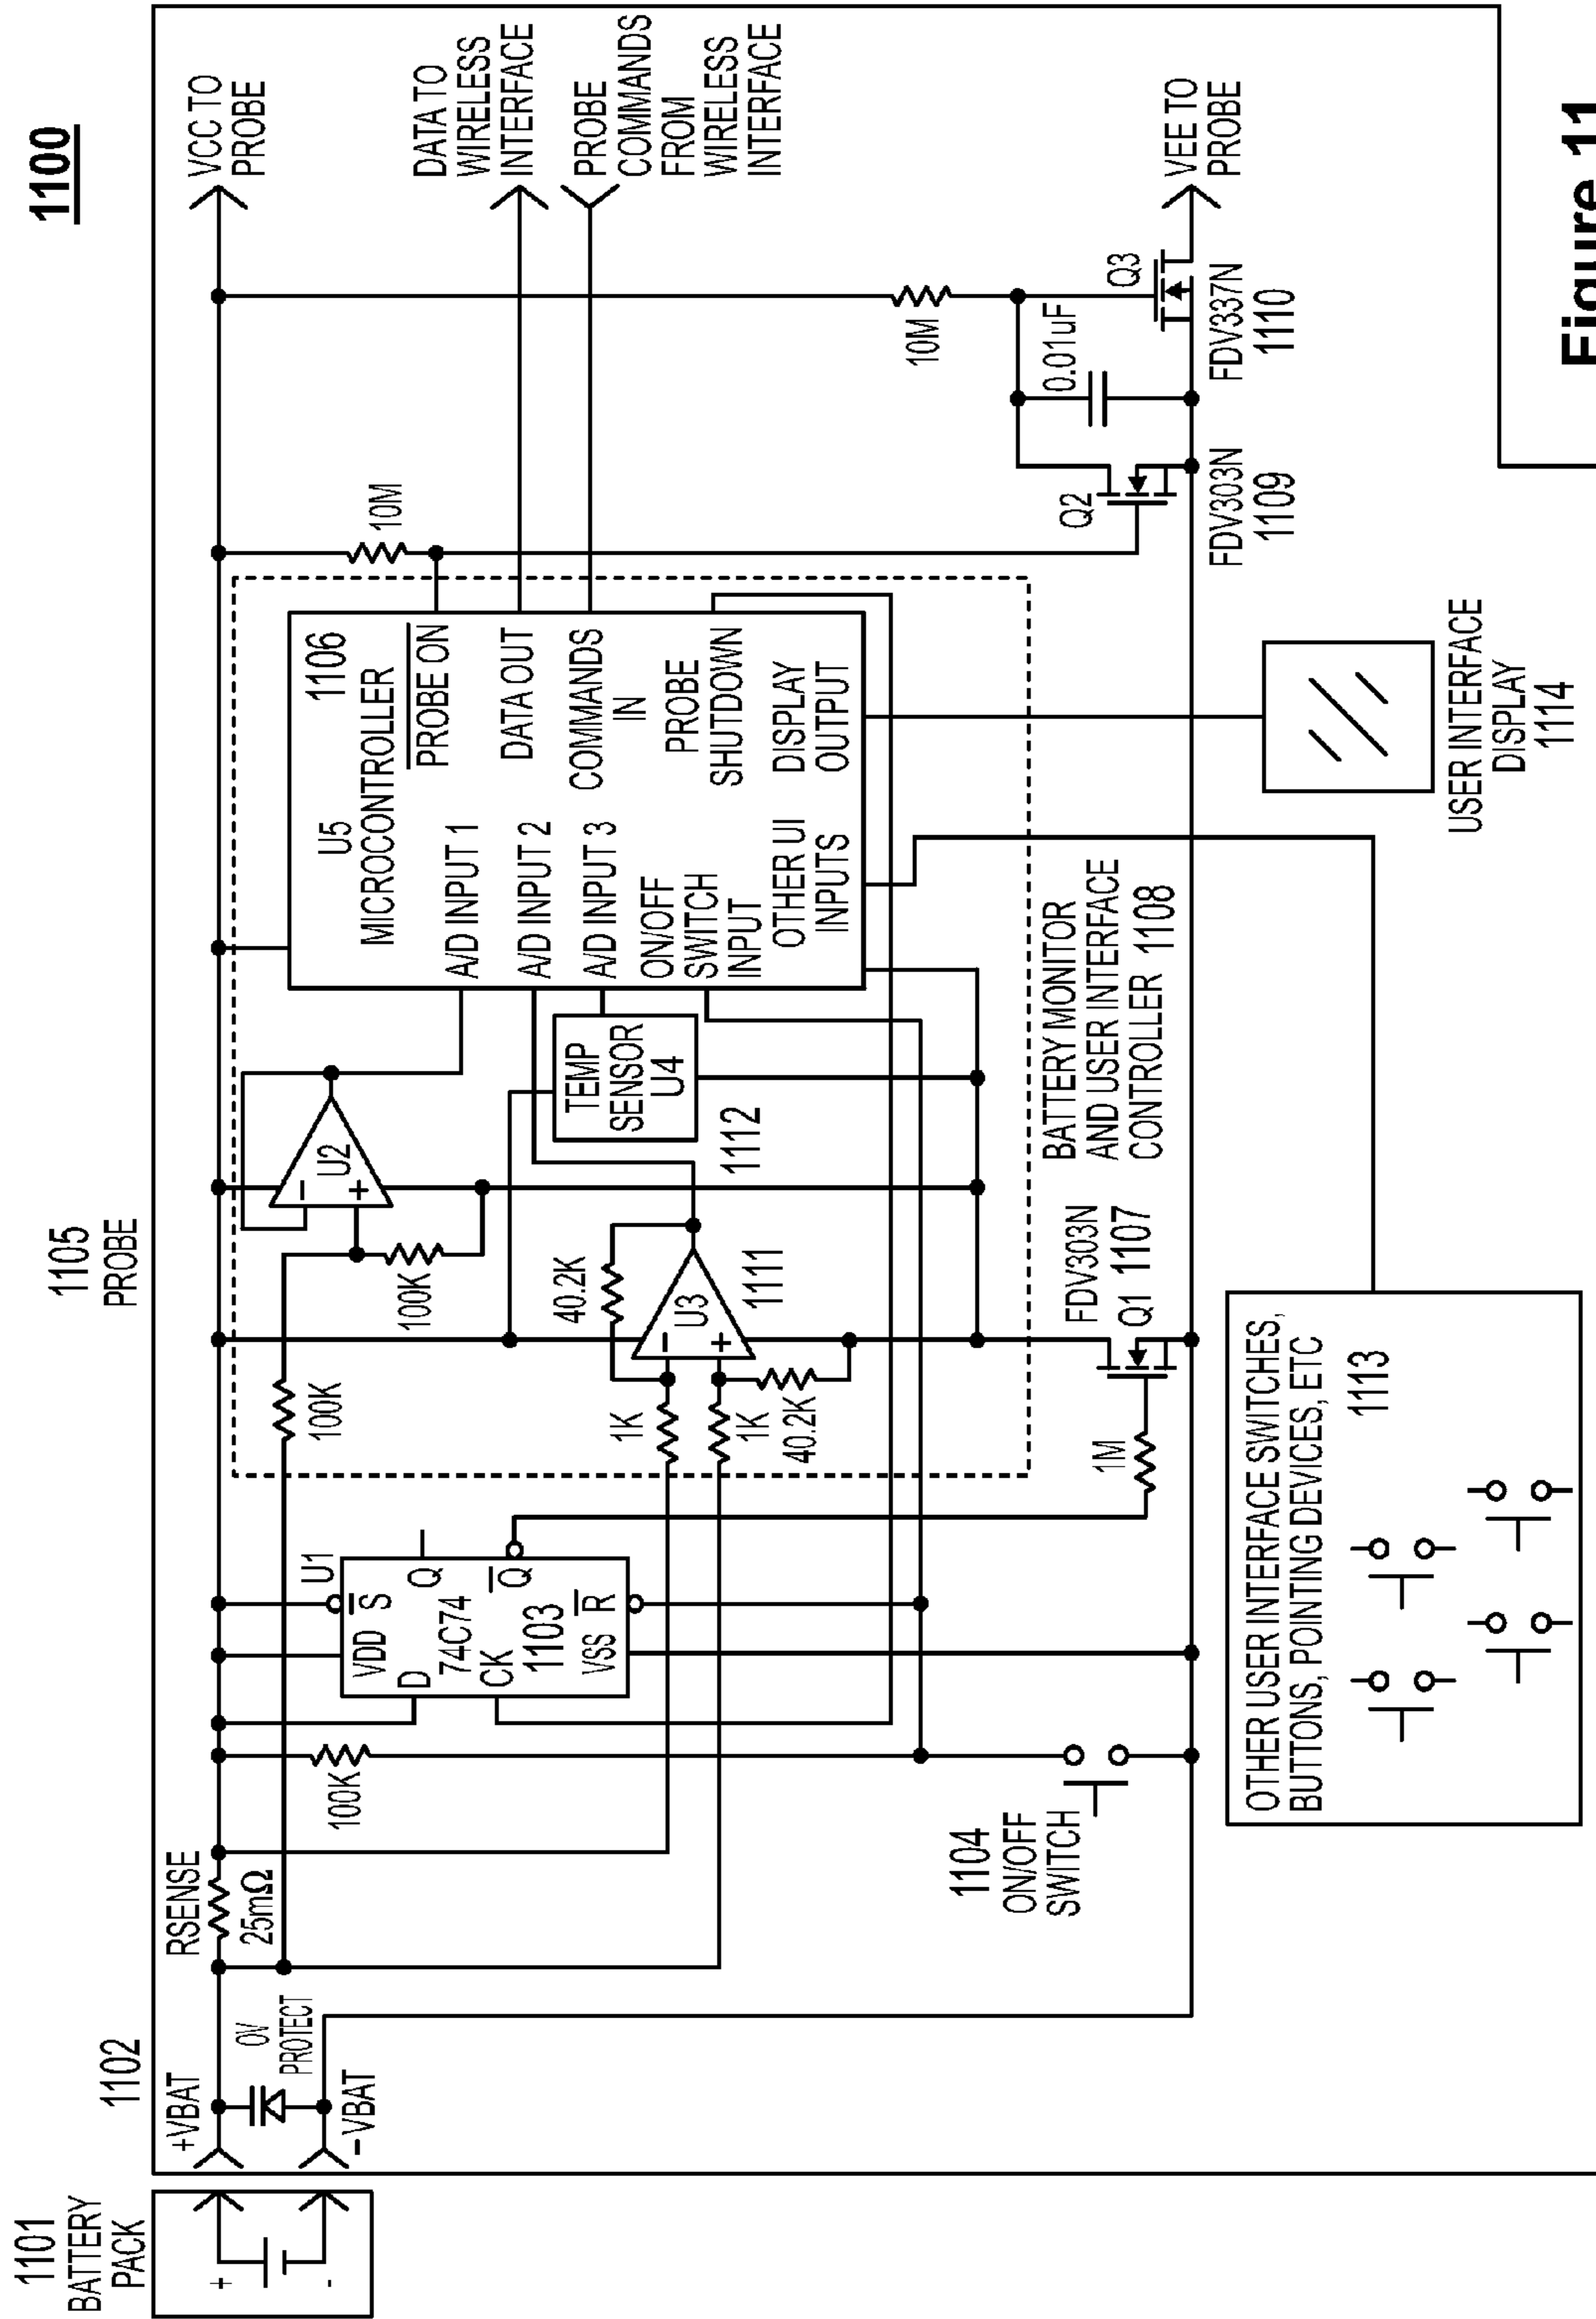 1100
1101
BATTERY
PACK
+
-
1102
+VBAT
-VBAT
OV
PROTECT
RSENSE
25mΩ
1105
PROBE
100K
1104
ON/OFF
SWITCH
U1
VDD
S
D
Q
74C74
CK
Q
1103
VSS
R
100K
100K
U2
-
+
1K
1K
40.2K
40.2K
U3
-
+
1111
TEMP
SENSOR
U4
1112
1M
FDV303N
Q1 1107
U5
1106
MICROCONTROLLER
A/D INPUT 1
PROBE ON
A/D INPUT 2
DATA OUT
A/D INPUT 3
COMMANDS
IN
ON/OFF
SWITCH
INPUT
PROBE
SHUTDOWN
OTHER UI
INPUTS
DISPLAY
OUTPUT
BATTERY MONITOR
AND USER INTERFACE
CONTROLLER 1108
10M
10M
0.01uF
Q2
FDV303N
1109
Q3
FDV337N
1110
VCC TO
PROBE
DATA TO
WIRELESS
INTERFACE
PROBE
COMMANDS
FROM
WIRELESS
INTERFACE
VEE TO
PROBE
OTHER USER INTERFACE SWITCHES,
BUTTONS, POINTING DEVICES, ETC
1113
USER INTERFACE
DISPLAY
1114
Figure 11